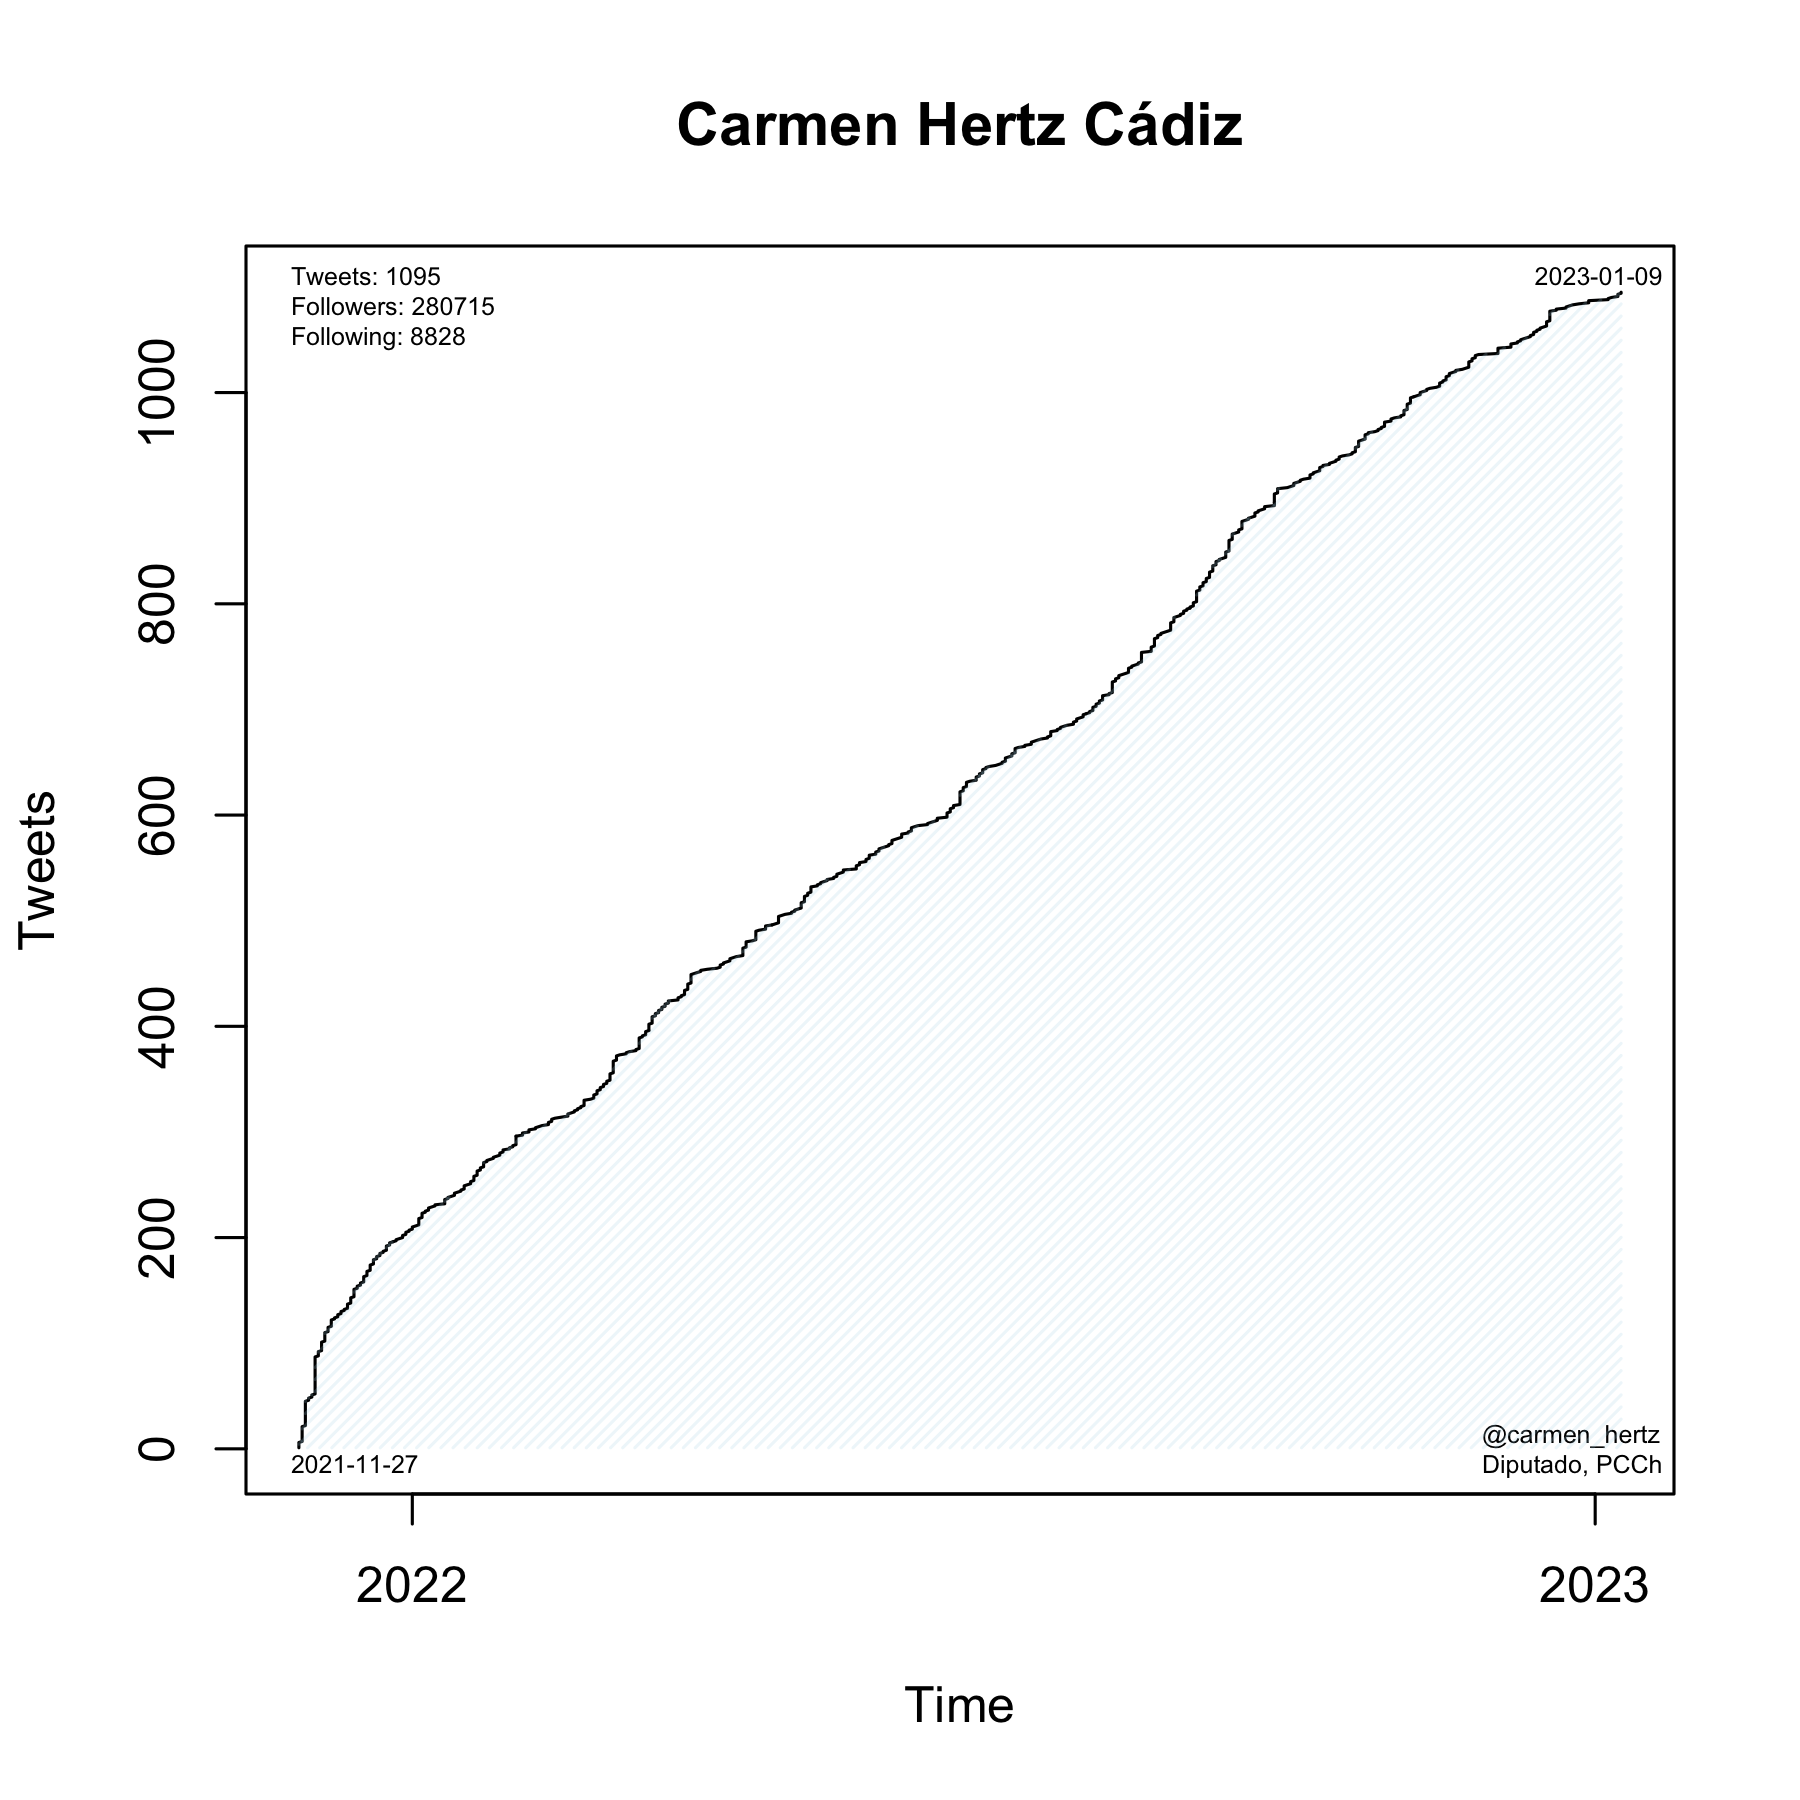 Carmen Hertz Cádiz
Tweets: 1095
Followers: 280715
Following: 8828
2023-01-09
1000
800
600
400
200
0
Tweets
2021-11-27
@carmen_hertz
Diputado, PCCh
2022
2023
Time